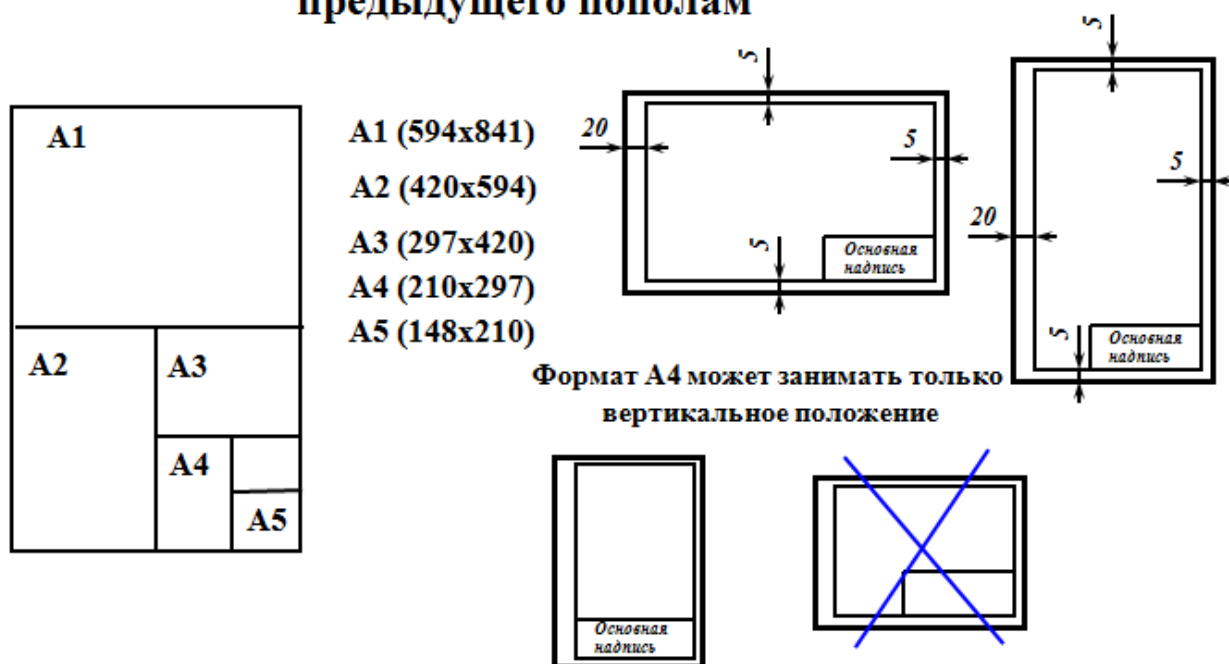 предыдущего пополам
A1
A2
A3
A4
A5
A1 (594x841)
A2 (420x594)
A3 (297x420)
A4 (210x297)
A5 (148x210)
5
20
5
5
Основная
надпись
5
5
20
5
Основная
надпись
Формат А4 может занимать только
вертикальное положение
Основная
надпись